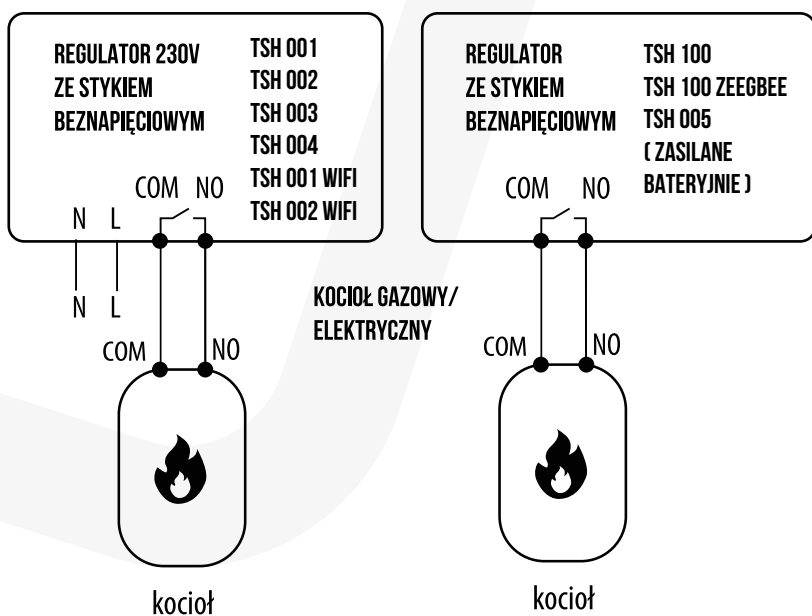 REGULATOR 230V
ZE STYKIEM
BEZNAPIĘCIOWYM
TSH 001
TSH 002
TSH 003
TSH 004
TSH 001 WIFI
TSH 002 WIFI
COM NO
N L
N L
COM NO
kocioł
KOCIOŁ GAZOWY/
ELEKTRYCZNY
REGULATOR
ZE STYKIEM
BEZNAPIĘCIOWYM
TSH 100
TSH 100 ZEEGBEE
TSH 005
( ZASILANE
BATERYJNIE )
COM NO
COM NO
kocioł